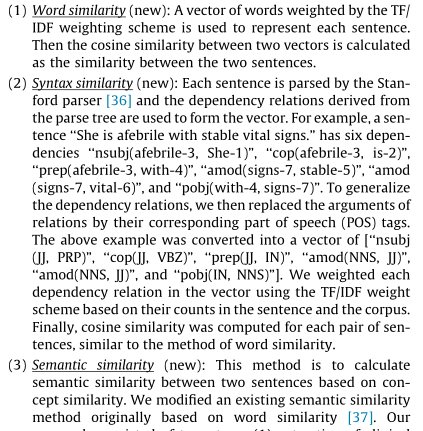 (1) Word similarity (new): A vector of words weighted by the TF/
IDF weighting scheme is used to represent each sentence.
Then the cosine similarity between two vectors is calculated
as the similarity between the two sentences.
(2) Syntax similarity (new): Each sentence is parsed by the Stan-
ford parser [36] and the dependency relations derived from
the parse tree are used to form the vector. For example, a sen-
tence “She is afebrile with stable vital signs.” has six depen-
dencies “nsubj(afebrile-3, She-1)”, “cop(afebrile-3, is-2)”,
“prep(afebrile-3, with-4)”, “amod(signs-7, stable-5)”, “amod
(signs-7, vital-6)”, and “pobj(with-4, signs-7)”. To generalize
the dependency relations, we then replaced the arguments of
relations by their corresponding part of speech (POS) tags.
The above example was converted into a vector of [“nsubj
(JJ, PRP)”, “cop(JJ, VBZ)”, “prep(JJ, IN)”, “amod(NNS, JJ)”,
“amod(NNS, JJ)”, and “pobj(IN, NNS)”]. We weighted each
dependency relation in the vector using the TF/IDF weight
scheme based on their counts in the sentence and the corpus.
Finally, cosine similarity was computed for each pair of sen-
tences, similar to the method of word similarity.
(3) Semantic similarity (new): This method is to calculate
semantic similarity between two sentences based on con-
cept similarity. We modified an existing semantic similarity
method originally based on word similarity [37]. Our